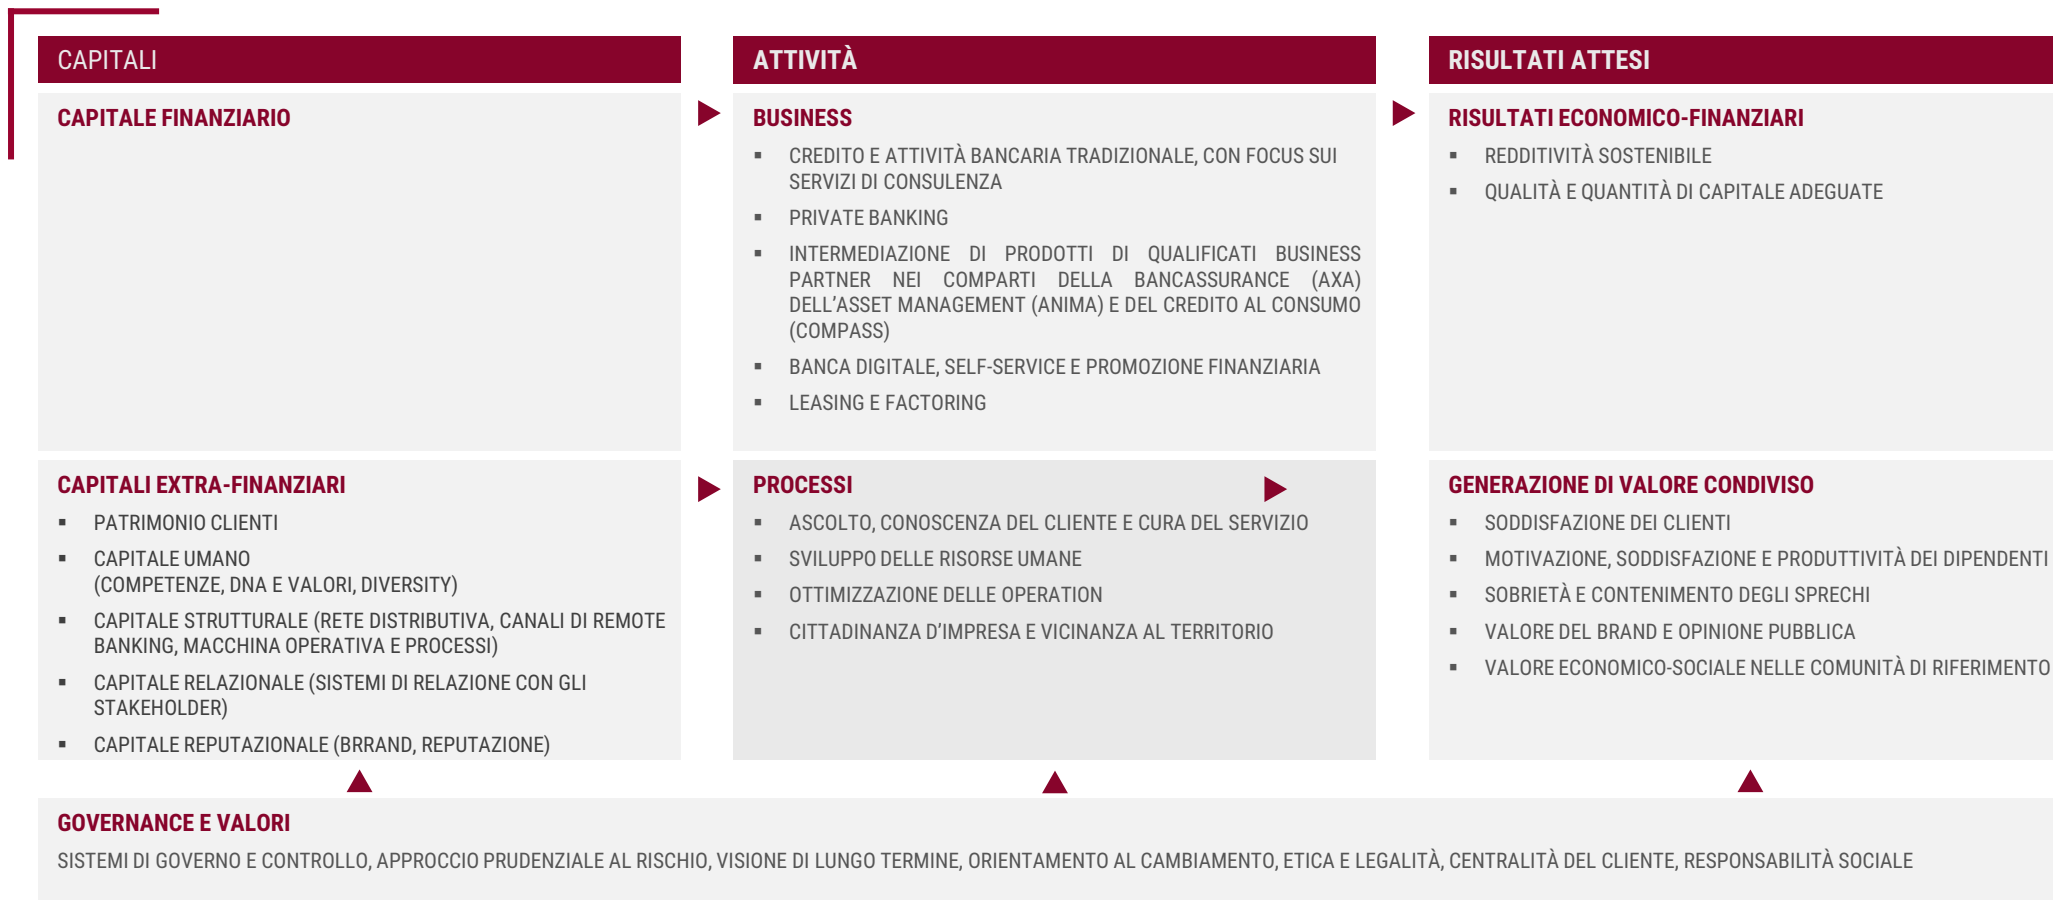 CAPITALI
CAPITALE FINANZIARIO
CAPITALI EXTRA-FINANZIARI
▪ PATRIMONIO CLIENTI
▪ CAPITALE UMANO
(COMPETENZE, DNA E VALORI, DIVERSITY)
▪ CAPITALE STRUTTURALE (RETE DISTRIBUTIVA, CANALI DI REMOTE
BANKING, MACCHINA OPERATIVA E PROCESSI)
▪ CAPITALE RELAZIONALE (SISTEMI DI RELAZIONE CON GLI
STAKEHOLDER)
▪ CAPITALE REPUTAZIONALE (BRRAND, REPUTAZIONE)
ATTIVITÀ
BUSINESS
▪ CREDITO E ATTIVITÀ BANCARIA TRADIZIONALE, CON FOCUS SUI
SERVIZI DI CONSULENZA
▪ PRIVATE BANKING
▪ INTERMEDIAZIONE DI PRODOTTI DI QUALIFICATI BUSINESS
PARTNER NEI COMPARTI DELLA BANCASSURANCE (AXA)
DELL’ASSET MANAGEMENT (ANIMA) E DEL CREDITO AL CONSUMO
(COMPASS)
▪ BANCA DIGITALE, SELF-SERVICE E PROMOZIONE FINANZIARIA
▪ LEASING E FACTORING
PROCESSI
▪ ASCOLTO, CONOSCENZA DEL CLIENTE E CURA DEL SERVIZIO
▪ SVILUPPO DELLE RISORSE UMANE
▪ OTTIMIZZAZIONE DELLE OPERATION
▪ CITTADINANZA D’IMPRESA E VICINANZA AL TERRITORIO
RISULTATI ATTESI
RISULTATI ECONOMICO-FINANZIARI
▪ REDDITIVITÀ SOSTENIBILE
▪ QUALITÀ E QUANTITÀ DI CAPITALE ADEGUATE
GENERAZIONE DI VALORE CONDIVISO
▪ SODDISFAZIONE DEI CLIENTI
▪ MOTIVAZIONE, SODDISFAZIONE E PRODUTTIVITÀ DEI DIPENDENTI
▪ SOBRIETÀ E CONTENIMENTO DEGLI SPRECHI
▪ VALORE DEL BRAND E OPINIONE PUBBLICA
▪ VALORE ECONOMICO-SOCIALE NELLE COMUNITÀ DI RIFERIMENTO
GOVERNANCE E VALORI
SISTEMI DI GOVERNO E CONTROLLO, APPROCCIO PRUDENZIALE AL RISCHIO, VISIONE DI LUNGO TERMINE, ORIENTAMENTO AL CAMBIAMENTO, ETICA E LEGALITÀ, CENTRALITÀ DEL CLIENTE, RESPONSABILITÀ SOCIALE